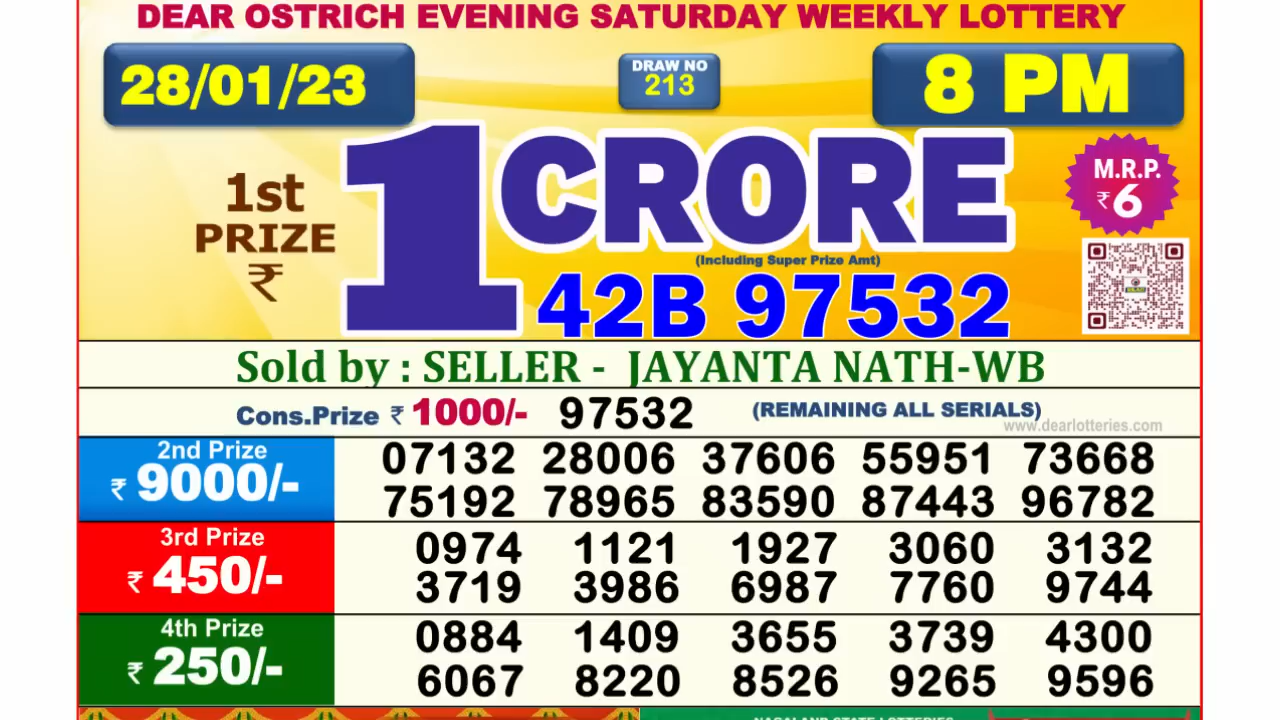 DEAR OSTRICH EVENING SATURDAY WEEKLY LOTTERY
28/01/23
DRAW NO
213
8 PM
1st
PRIZE
₹
1 CRORE
(Including Super Prize Amt)
M.R.P.
₹ 6
42B 97532
Sold by : SELLER - JAYANTA NATH-WB
Cons.Prize ₹ 1000/- 97532 (REMAINING ALL SERIALS)
www.dearlotteries.com
2nd Prize
₹ 9000/-
07132 28006 37606 55951 73668
75192 78965 83590 87443 96782
3rd Prize
₹ 450/-
0974 1121 1927 3060 3132
3719 3986 6987 7760 9744
4th Prize
₹ 250/-
0884 1409 3655 3739 4300
6067 8220 8526 9265 9596
NAGALAND STATE LOTTERIES